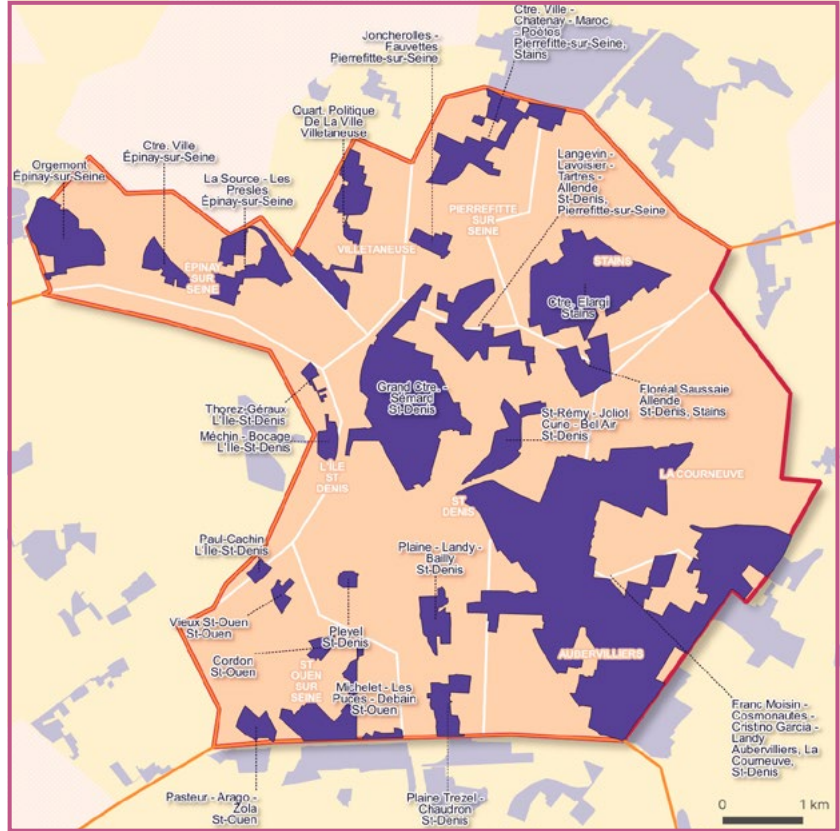 Ctre. Ville -
Chatenay - Maroc
- Poètes
Pierrefitte-sur-Seine,
Stains
Joncherolles -
Fauvettes
Pierrefitte-sur-Seine
Quart. Politique
De La Ville
Villetaneuse
Ctre. Ville
Épinay-sur-Seine
Orgemont
Épinay-sur-Seine
La Source - Les
Presles
Épinay-sur-Seine
Langevin -
Lavoisier -
Tartres -
Allende
St-Denis,
Pierrefitte-sur-Seine
PIERREFITTE
SUR
SEINE
VILLETANEUSE
STAINS
EPINAY
SUR
SEINE
Ctre. Elargi
Stains
Grand Ctre. -
Sémard
St-Denis
Thorez-Géraux
L'Île-St-Denis
Méchin - Bocage
L'Île-St-Denis
Floréal Saussaie
Allende
St-Denis, Stains
St-Rémy - Joliot
Curie - Bel Air
St-Denis
L'ÎLE
ST
DENIS
LA COURNEUVE
ST
DENIS
Paul-Cachin
L'Île-St-Denis
Plaine - Landy -
Bailly
St-Denis
Vieux St-Ouen
St-Ouen
Pleyel
St-Denis
Cordon
St-Ouen
ST
OUEN
SUR
SEINE
AUBERVILLIERS
Michelet - Les
Puces - Debain
St-Ouen
Franc Moisin -
Cosmonautes -
Cristino Garcia -
Landy
Aubervilliers, La
Courneuve,
St-Denis
Pasteur - Arago -
Zola
St-Ouen
Plaine Trezel -
Chaudron
St-Denis
0 1 km